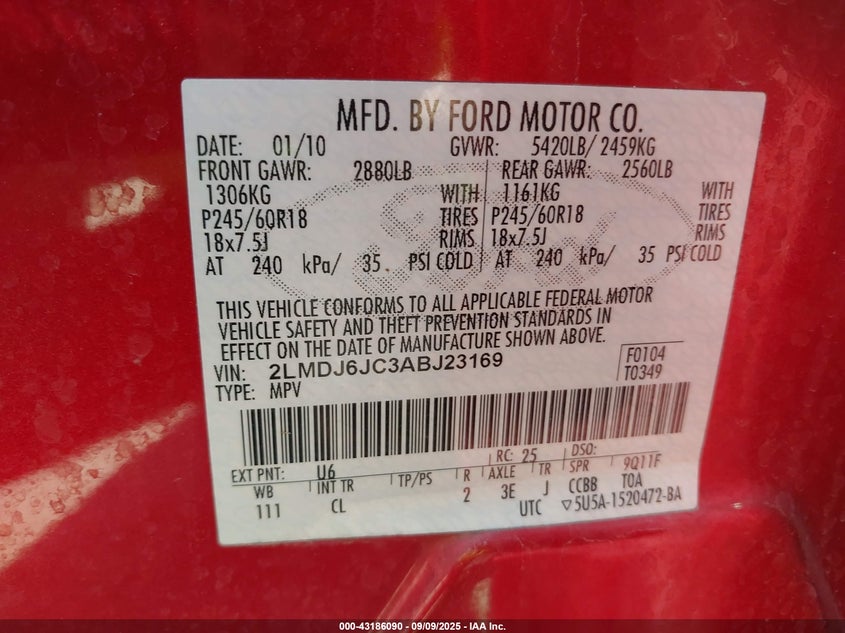 MFD. BY FORD MOTOR CO.
DATE: 01/10 GVWR: 5420LB/ 2459KG
FRONT GAWR: 2880LB REAR GAWR: 2560LB
1306KG WITH 1161KG WITH
P245/60R18 TIRES P245/60R18 TIRES
18x7.5J RIMS 18x7.5J RIMS
AT 240 kPa/ 35 PSI COLD AT 240 kPa/ 35 PSI COLD
THIS VEHICLE CONFORMS TO ALL APPLICABLE FEDERAL MOTOR
VEHICLE SAFETY AND THEFT PREVENTION STANDARDS IN
EFFECT ON THE DATE OF MANUFACTURE SHOWN ABOVE.
VIN: 2LMDJ6JC3ABJ23169 F0104
TYPE: MPV T0349
EXT PNT: U6 RC: 25 DSO:
WB INT TR TP/PS R AXLE TR SPR 9Q11F
111 CL 2 3E J CCBB TOA
UTC ▽5U5A-1520472-BA
000-43186090 - 09/09/2025 - IAA Inc.